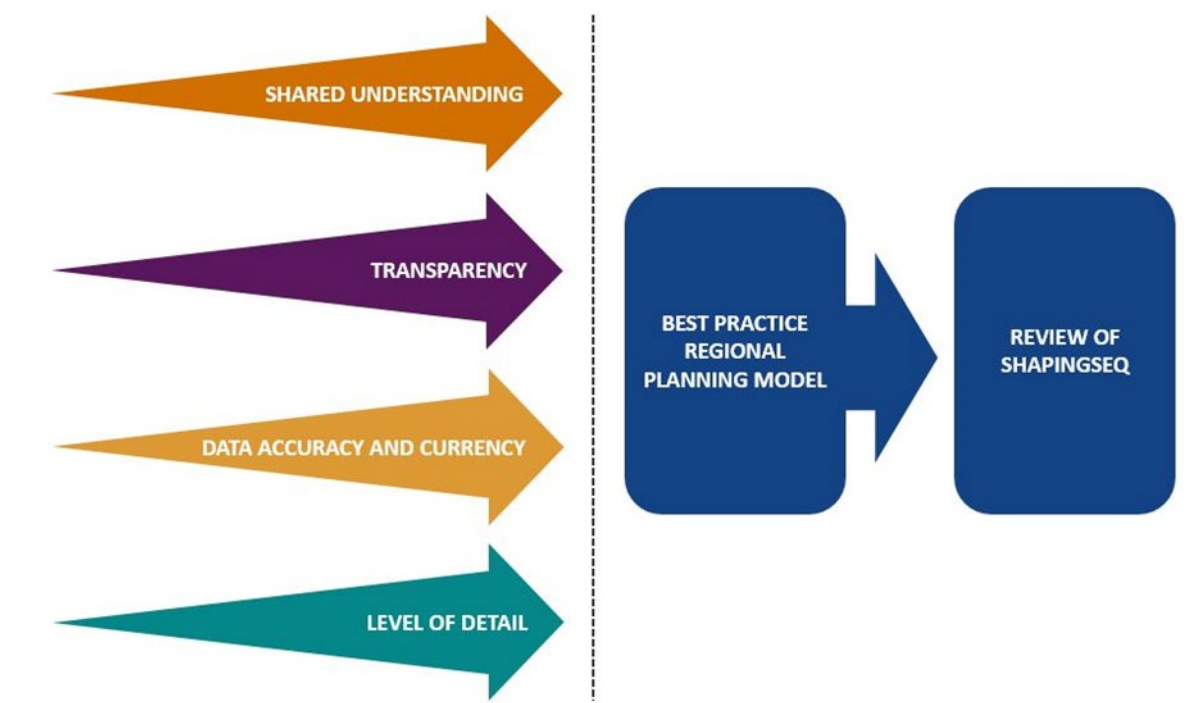 SHARED UNDERSTANDING
TRANSPARENCY
DATA ACCURACY AND CURRENCY
LEVEL OF DETAIL
BEST PRACTICE
REGIONAL
PLANNING MODEL
REVIEW OF
SHAPINGSEQ